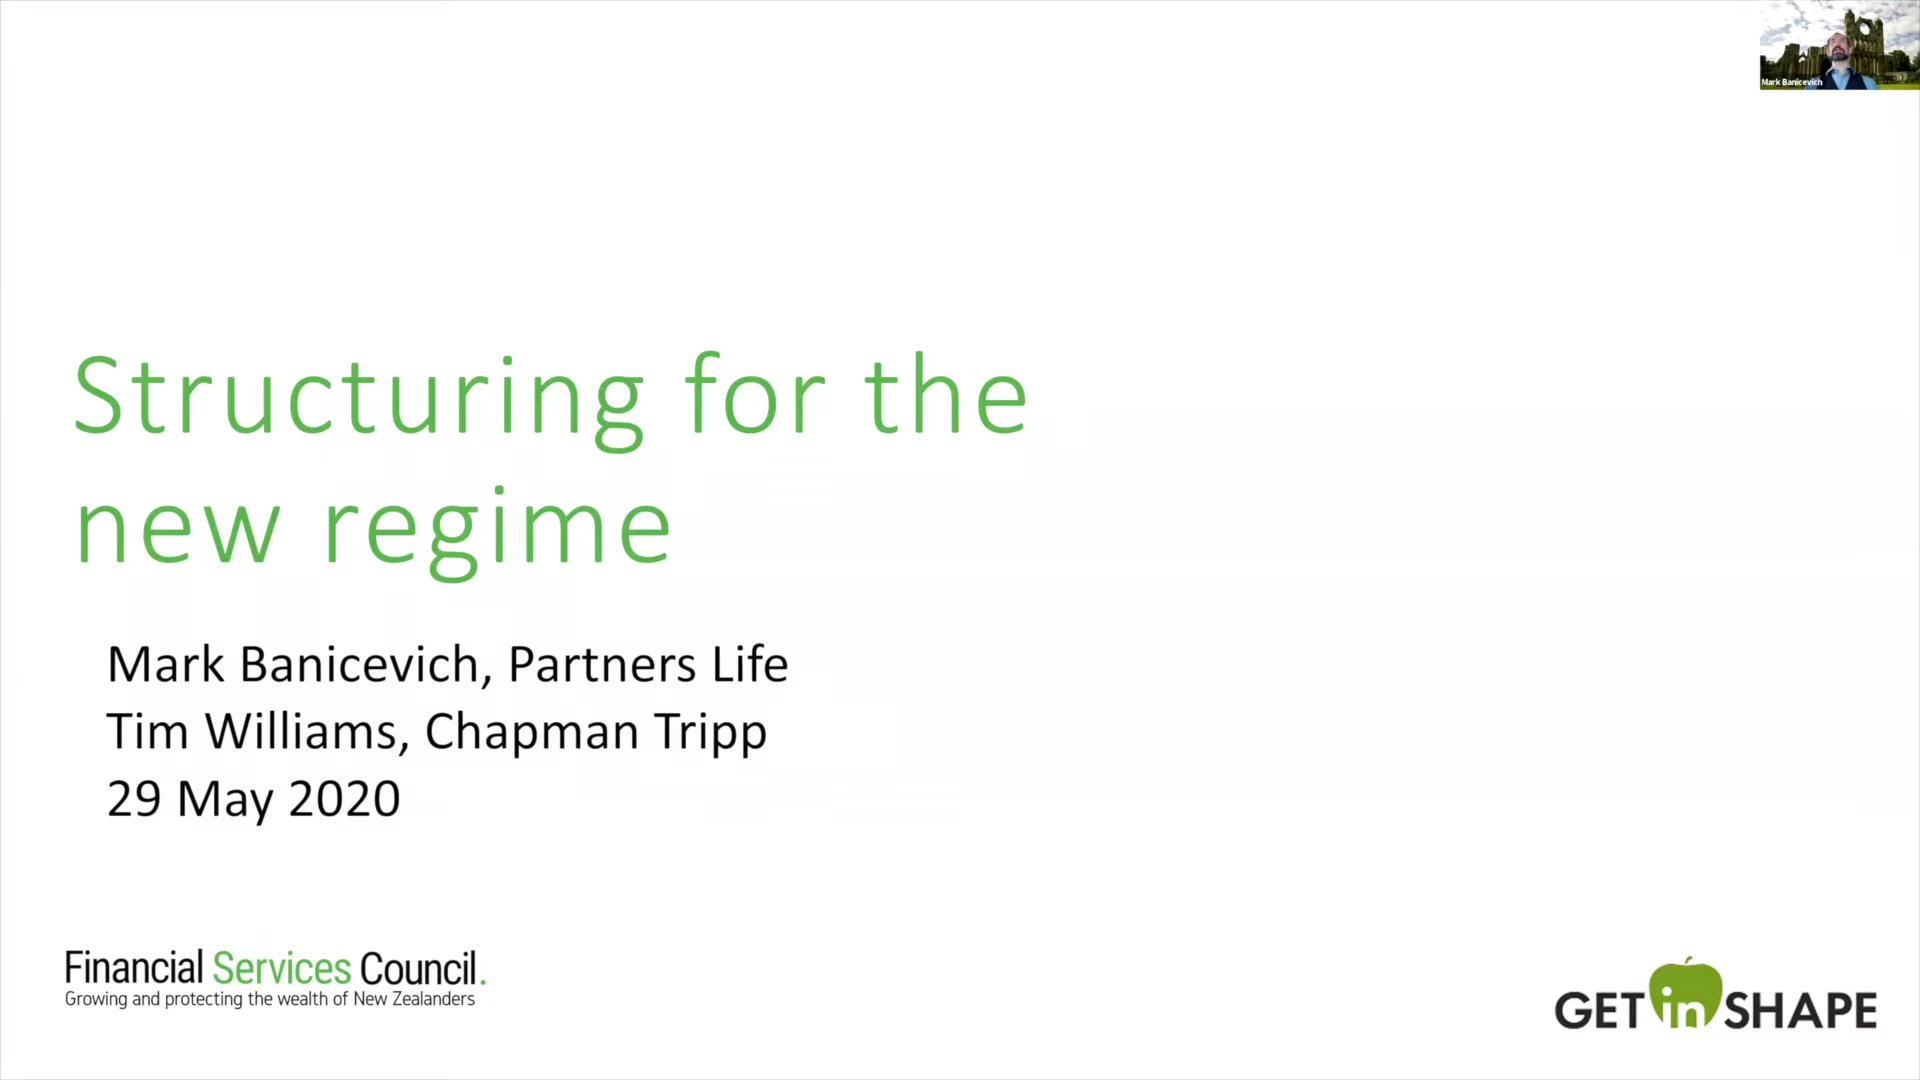 Mark Banicevich
Structuring for the
new regime
Mark Banicevich, Partners Life
Tim Williams, Chapman Tripp
29 May 2020
Financial Services Council.
Growing and protecting the wealth of New Zealanders
GET in SHAPE